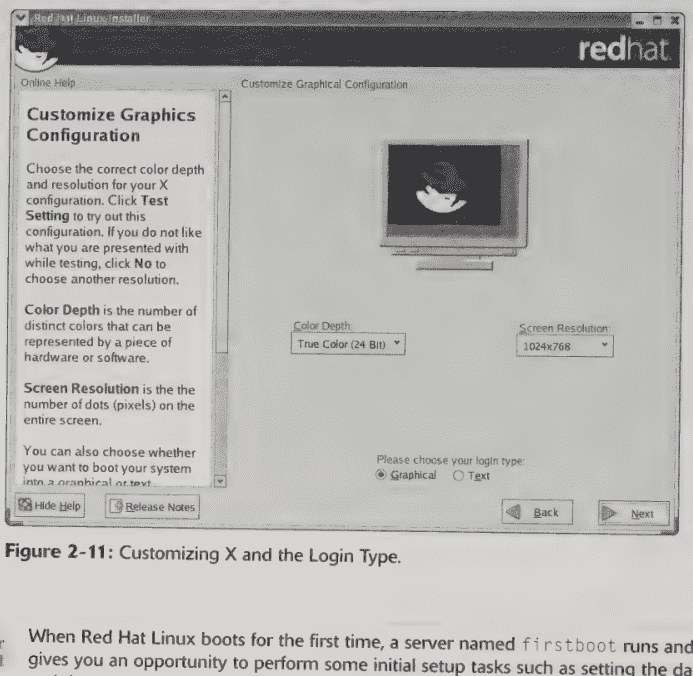 Red Hat Linux Installer
redhat.
Online Help
Customize Graphical Configuration
Customize Graphics
Configuration
Choose the correct color depth
and resolution for your X
configuration. Click Test
Setting to try out this
configuration. If you do not like
what you are presented with
while testing, click No to
choose another resolution.
Color Depth is the number of
distinct colors that can be
represented by a piece of
hardware or software.
Screen Resolution is the the
number of dots (pixels) on the
entire screen.
You can also choose whether
you want to boot your system
into a graphical or text
Color Depth:
True Color (24 Bit)
Screen Resolution:
1024x768
Please choose your login type:
Graphical Text
Hide Help
Release Notes
Back
Next
Figure 2-11: Customizing X and the Login Type.
When Red Hat Linux boots for the first time, a server named firstboot runs and
gives you an opportunity to perform some initial setup tasks such as setting the da